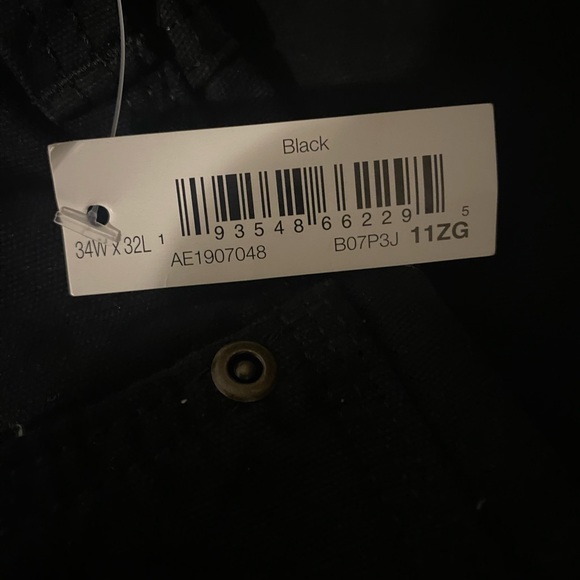 Black
34W x 32L
1 93548 66229 5
AE1907048
B07P3J 11ZG